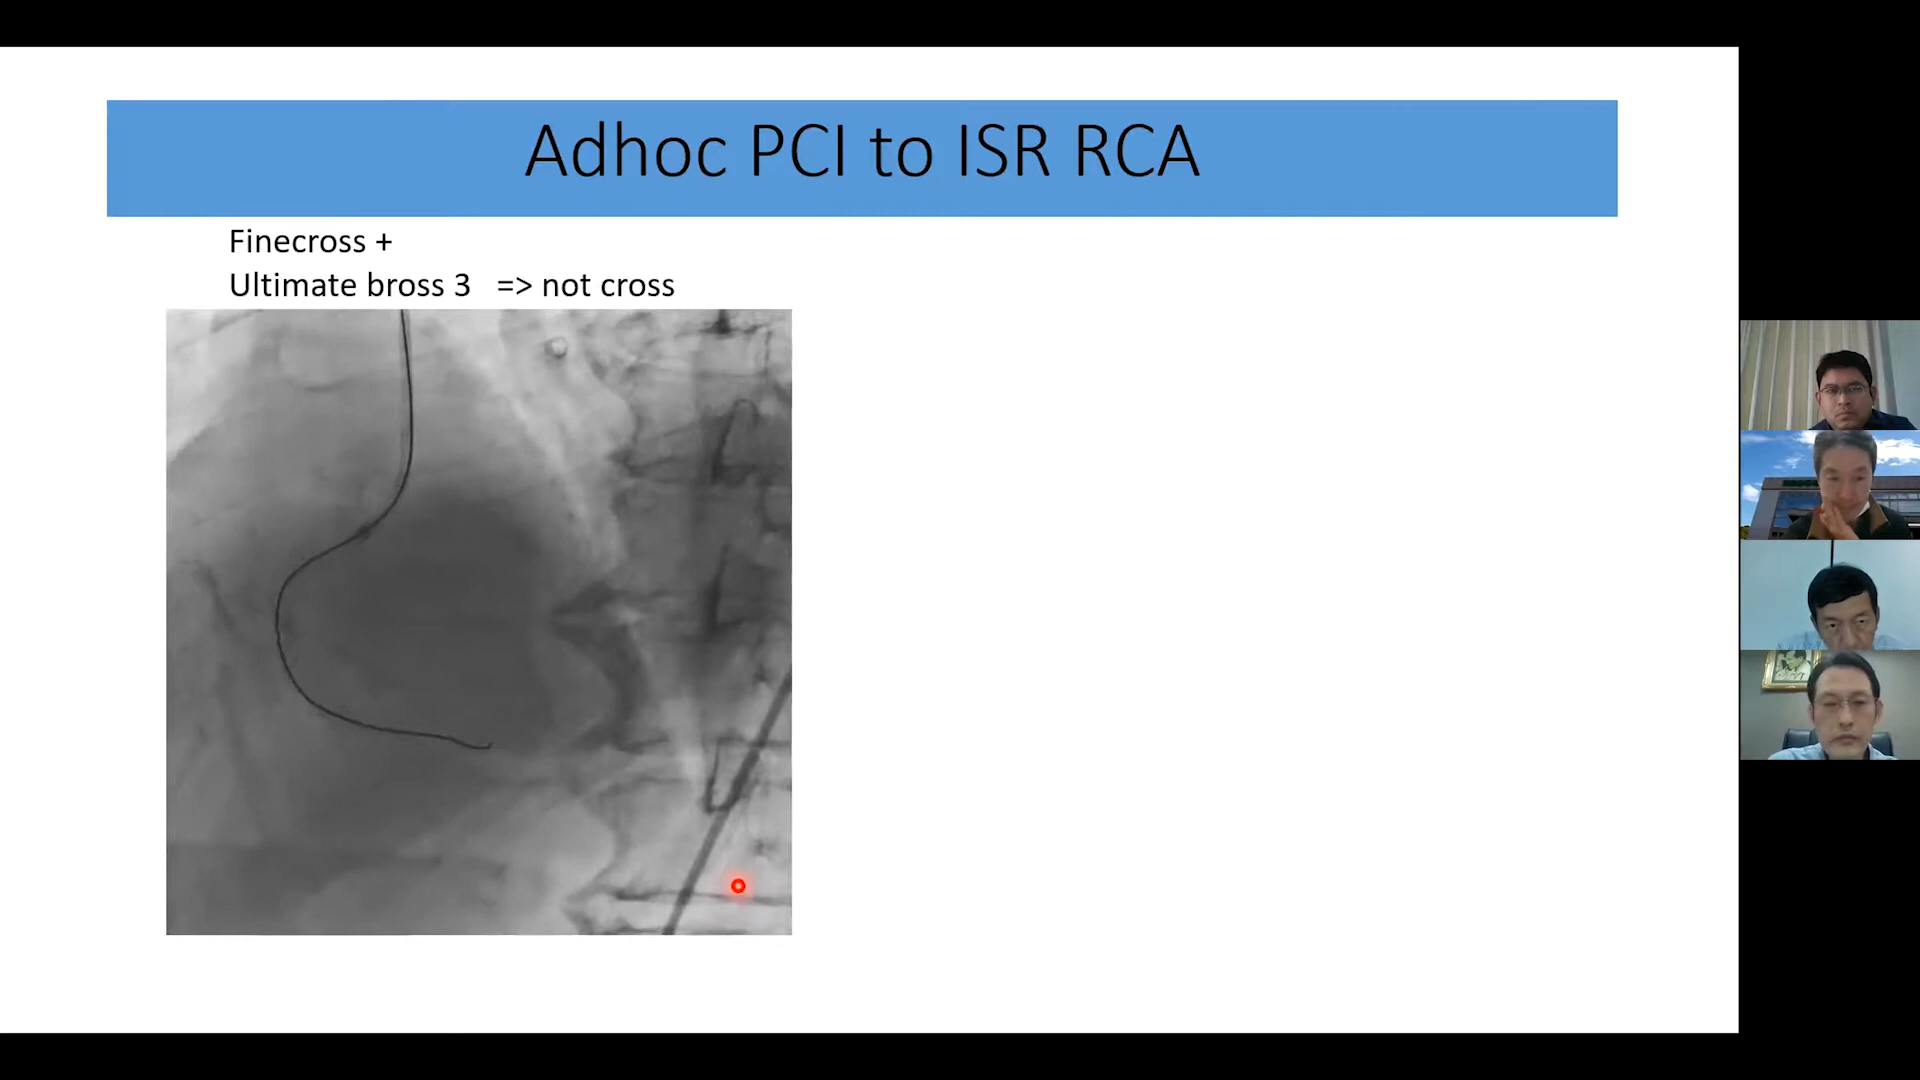 Adhoc PCI to ISR RCA
Finecross +
Ultimate bross 3 => not cross